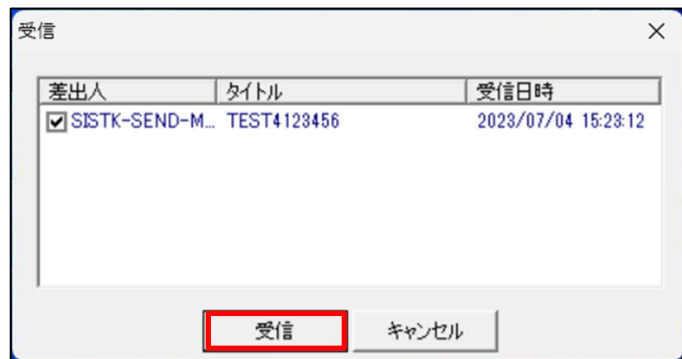 受信
差出人 タイトル 受信日時
SISTK-SEND-M... TEST4123456 2023/07/04 15:23:12
受信 キャンセル